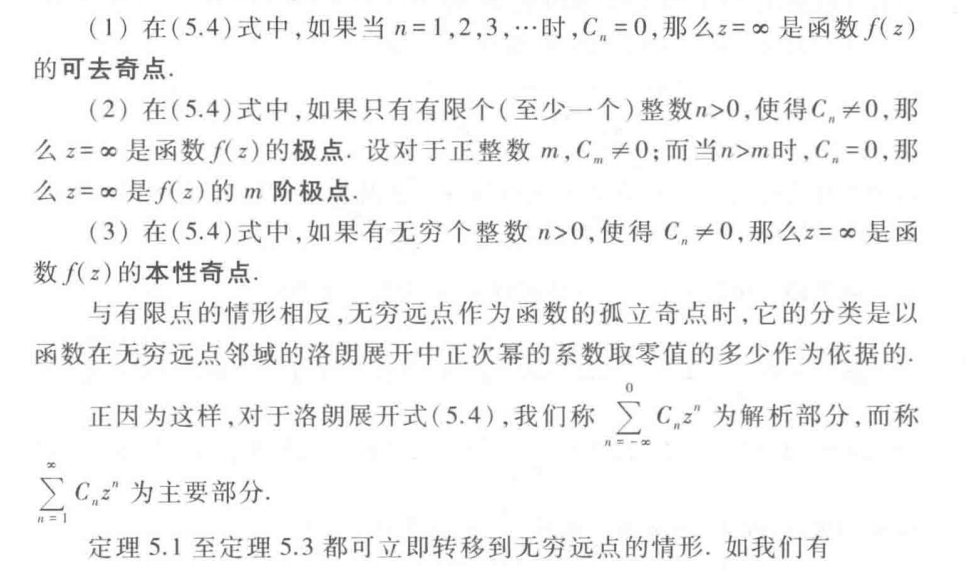 (1) 在(5.4)式中,如果当 n=1,2,3,…时,Cₙ=0,那么z=∞ 是函数 f(z)
的可去奇点.
(2) 在(5.4)式中,如果只有有限个(至少一个)整数n>0,使得Cₙ≠0,那
么 z=∞ 是函数 f(z)的极点. 设对于正整数 m,Cₘ≠0;而当n>m时,Cₙ=0,那
么 z=∞ 是 f(z)的 m 阶极点.
(3) 在(5.4)式中,如果有无穷个整数 n>0,使得 Cₙ≠0,那么z=∞ 是函
数 f(z)的本性奇点.
与有限点的情形相反,无穷远点作为函数的孤立奇点时,它的分类是以
函数在无穷远点邻域的洛朗展开中正次幂的系数取零值的多少作为依据的.
正因为这样,对于洛朗展开式(5.4),我们称 \sum_{n=-∞}^{0} Cₙzⁿ 为解析部分,而称
\sum_{n=1}^{∞} Cₙzⁿ 为主要部分.
定理 5.1 至定理 5.3 都可立即转移到无穷远点的情形. 如我们有